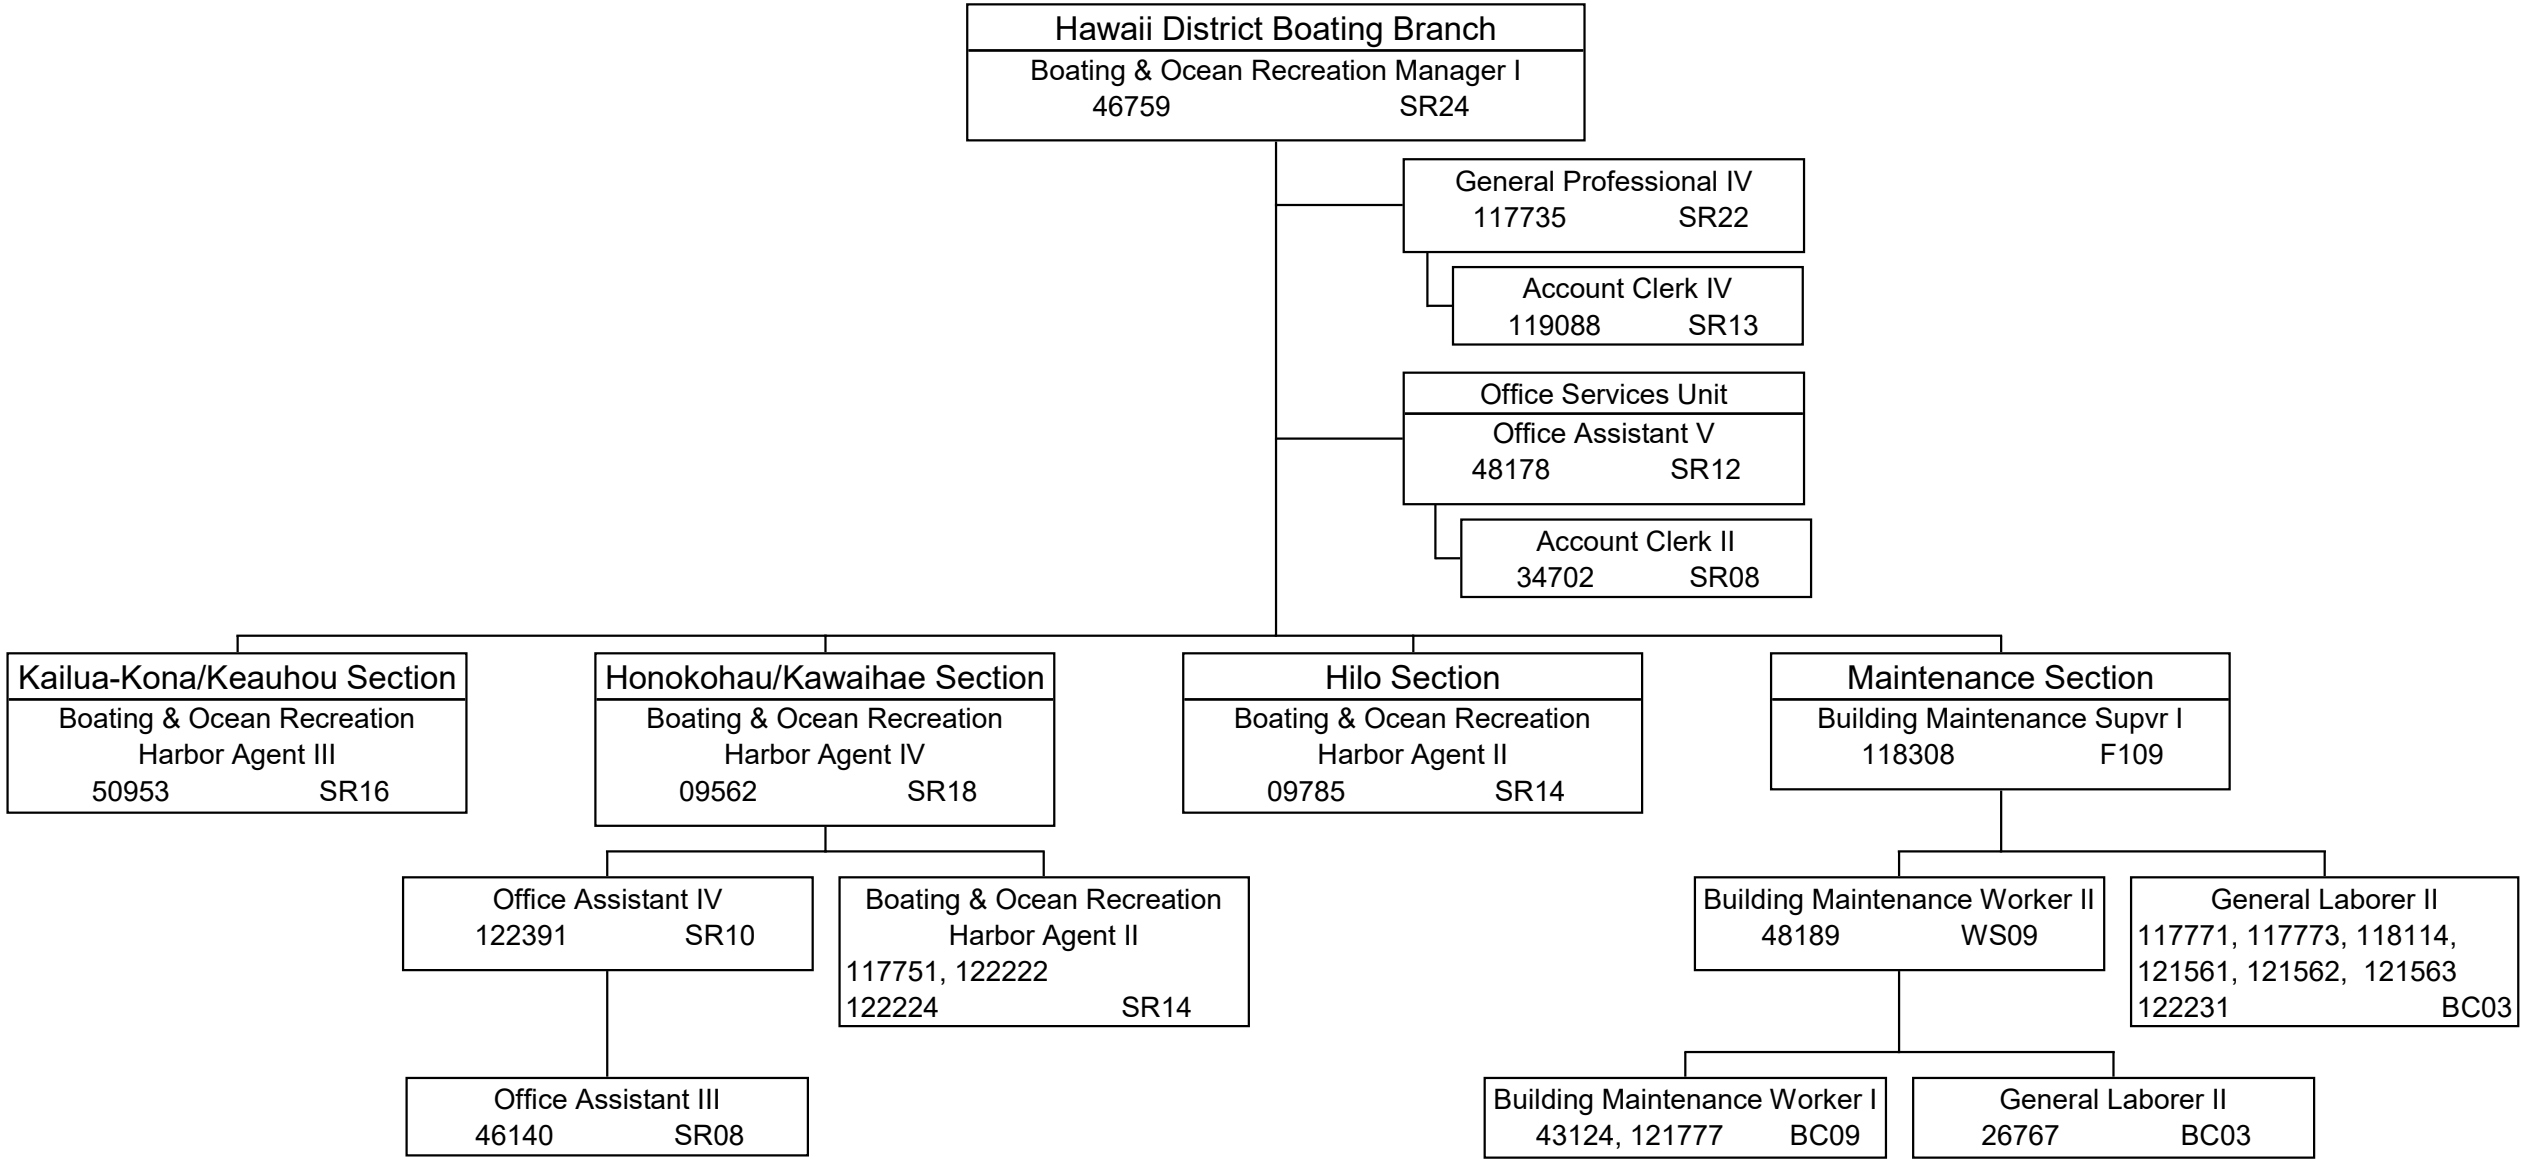 Hawaii District Boating Branch
Boating & Ocean Recreation Manager I
46759 SR24
General Professional IV
117735 SR22
Account Clerk IV
119088 SR13
Office Services Unit
Office Assistant V
48178 SR12
Account Clerk II
34702 SR08
Kailua-Kona/Keauhou Section
Boating & Ocean Recreation
Harbor Agent III
50953 SR16
Honokohau/Kawaihae Section
Boating & Ocean Recreation
Harbor Agent IV
09562 SR18
Hilo Section
Boating & Ocean Recreation
Harbor Agent II
09785 SR14
Maintenance Section
Building Maintenance Supvr I
118308 F109
Office Assistant IV
122391 SR10
Boating & Ocean Recreation
Harbor Agent II
117751, 122222
122224 SR14
Building Maintenance Worker II
48189 WS09
General Laborer II
117771, 117773, 118114,
121561, 121562, 121563
122231 BC03
Office Assistant III
46140 SR08
Building Maintenance Worker I
43124, 121777 BC09
General Laborer II
26767 BC03